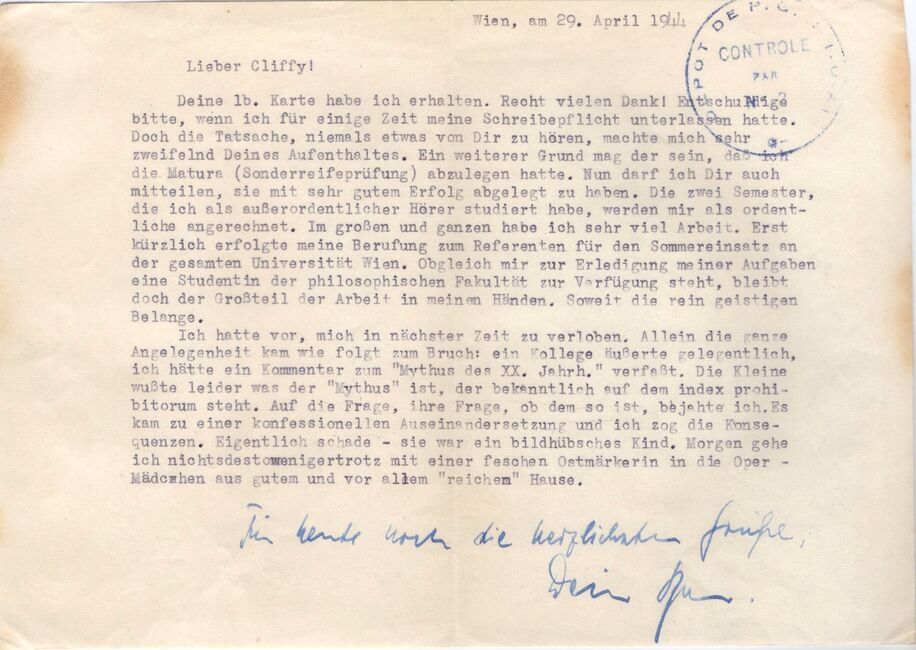 Wien, am 29. April 1944
DEPOT DE P.G.
CONTROLE
PAR
Lieber Cliffy!
Deine lb. Karte habe ich erhalten. Recht vielen Dank! Entschuldige
bitte, wenn ich für einige Zeit meine Schreibepflicht unterlassen hatte.
Doch die Tatsache, niemals etwas von Dir zu hören, machte mich sehr
zweifelnd Deines Aufenthaltes. Ein weiterer Grund mag der sein, daß ich
die Matura (Sonderreifeprüfung) abzulegen hatte. Nun darf ich Dir auch
mitteilen, sie mit sehr gutem Erfolg abgelegt zu haben. Die zwei Semester,
die ich als außerordentlicher Hörer studiert habe, werden mir als ordent-
liche angerechnet. Im großen und ganzen habe ich sehr viel Arbeit. Erst
kürzlich erfolgte meine Berufung zum Referenten für den Sommereinsatz an
der gesamten Universität Wien. Obgleich mir zur Erledigung meiner Aufgaben
eine Studentin der philosophischen Fakultät zur Verfügung steht, bleibt
doch der Großteil der Arbeit in meinen Händen. Soweit die rein geistigen
Belange.
Ich hatte vor, mich in nächster Zeit zu verloben. Allein die ganze
Angelegenheit kam wie folgt zum Bruch: ein Kollege äußerte gelegentlich,
ich hätte ein Kommentar zum "Mythus des XX. Jahrh." verfaßt. Die Kleine
wußte leider was der "Mythus" ist, der bekanntlich auf dem index prohi-
bitorum steht. Auf die Frage, ihre Frage, ob dem so ist, bejahte ich.Es
kam zu einer konfessionellen Auseinandersetzung und ich zog die Konse-
quenzen. Eigentlich schade - sie war ein bildhübsches Kind. Morgen gehe
ich nichtsdestowenigertrotz mit einer feschen Ostmärkerin in die Oper -
Mädchen aus gutem und vor allem "reichem" Hause.
Für heute noch die herzlichsten Grüße,
Dein